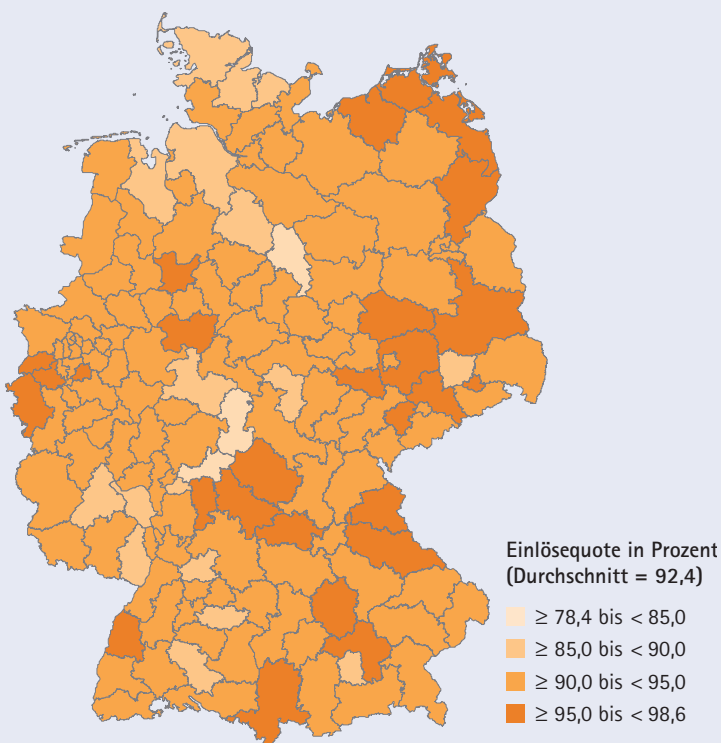 Einlösequote in Prozent
(Durchschnitt = 92,4)
≥ 78,4 bis < 85,0
≥ 85,0 bis < 90,0
≥ 90,0 bis < 95,0
≥ 95,0 bis < 98,6